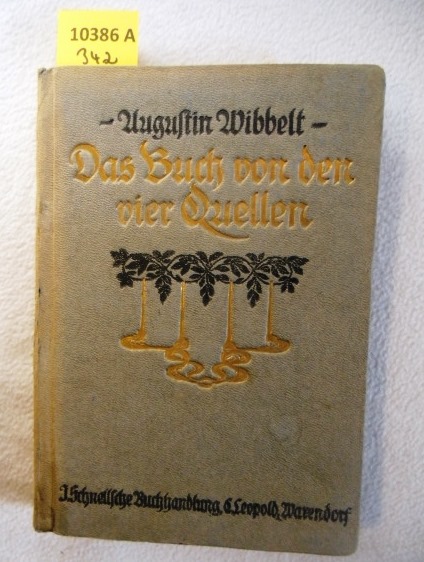 10386 A
342
- Augustin Wibbelt -
Das Buch von den
vier Quellen
J. Schnellsche Buchhandlung, C. Leopold, Warendorf